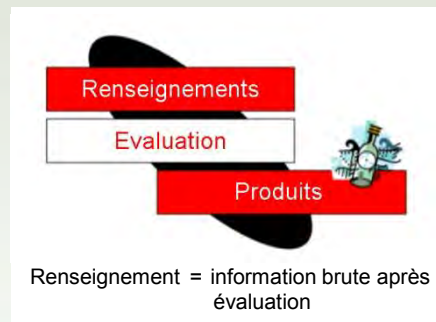 Renseignements
Evaluation
Produits
Renseignement = information brute après
évaluation